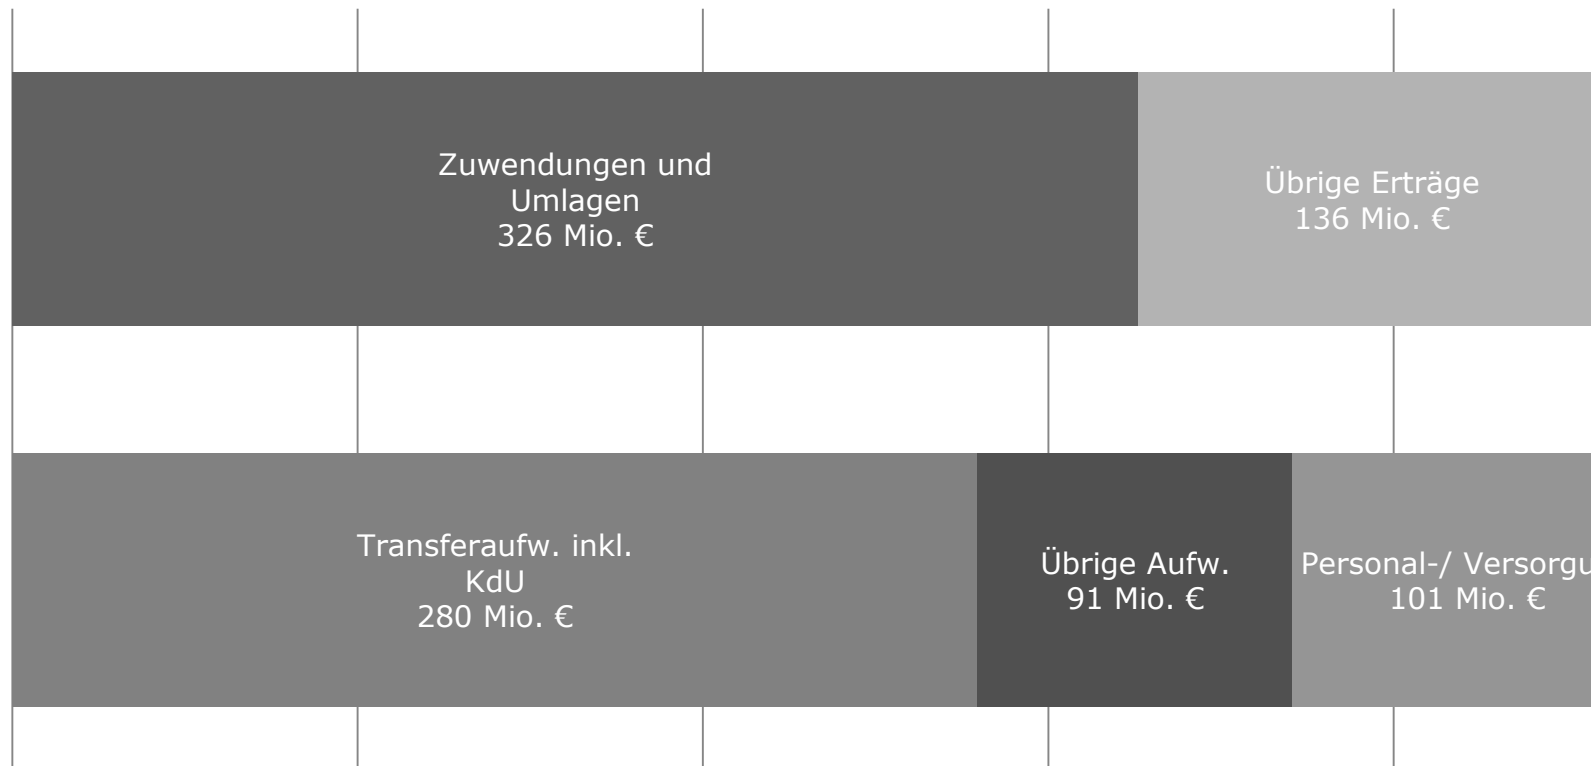 Zuwendungen und
Umlagen
326 Mio. €
Übrige Erträge
136 Mio. €
Transferaufw. inkl.
KdU
280 Mio. €
Übrige Aufw.
91 Mio. €
Personal-/ Versorgu
101 Mio. €